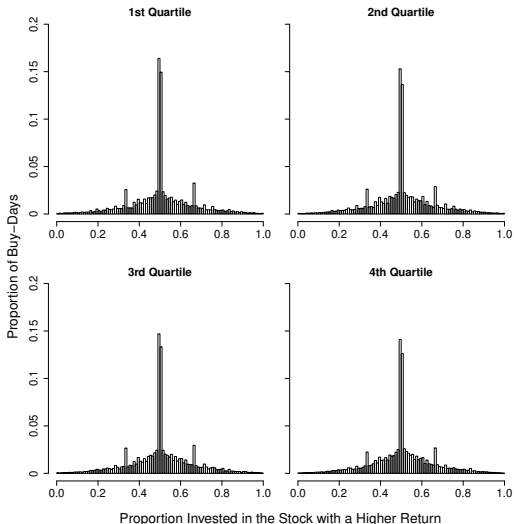 1st Quartile
2nd Quartile
0.2
0.15
0.1
0.05
0
0.0 0.2 0.4 0.6 0.8 1.0
0.0 0.2 0.4 0.6 0.8 1.0
Proportion of Buy−Days
3rd Quartile
4th Quartile
0.2
0.15
0.1
0.05
0
0.0 0.2 0.4 0.6 0.8 1.0
0.0 0.2 0.4 0.6 0.8 1.0
Proportion Invested in the Stock with a Higher Return